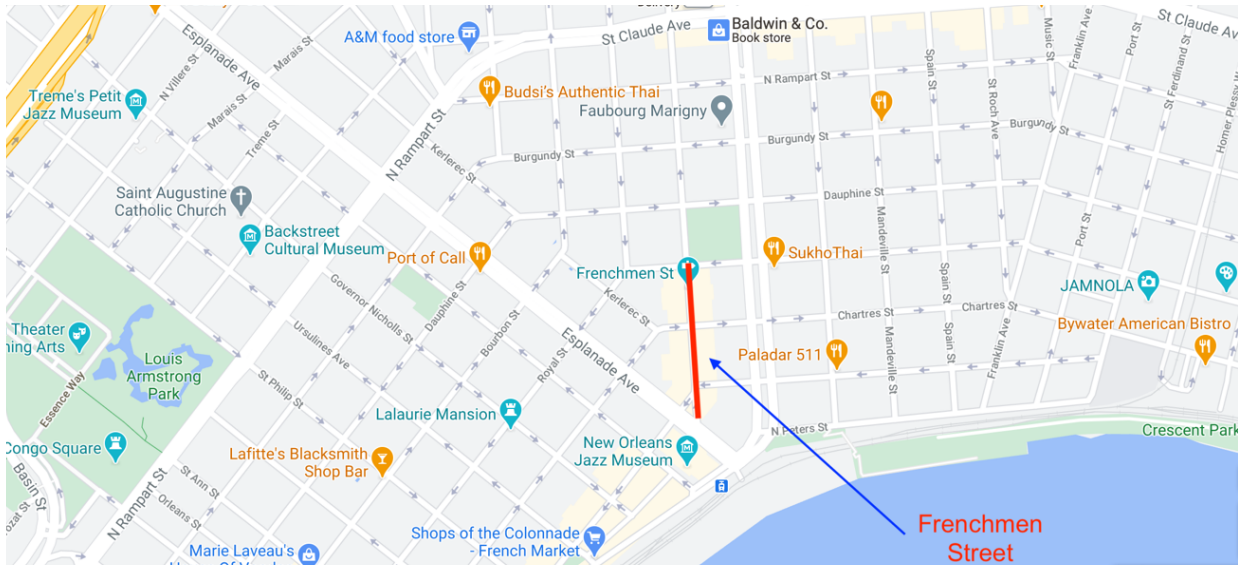 Delivery
Baldwin & Co.
Book store
St Claude Ave
St Claude Ave
A&M food store
Esplanade Ave
N Villere St
Marais St
Marais St
Treme St
Treme's Petit
Jazz Museum
N Rampart St
N Rampart St
Budsi's Authentic Thai
Faubourg Marigny
Spain St
St Roch Ave
Music St
Franklin Ave
Port St
St Ferdinand St
Homer Plessy W
Kerlerec St
Burgundy St
Burgundy St
Burgundy St
Saint Augustine
Catholic Church
Backstreet
Cultural Museum
Dauphine St
Mandeville St
Port St
Port of Call
Frenchmen St
SukhoThai
JAMNOLA
Governor Nicholls St
Dauphine St
Bourbon St
Royal St
Kerlerec St
Esplanade Ave
Spain St
Chartres St
Chartres St
Bywater American Bistro
Theater
ning Arts
Louis
Armstrong
Park
Essence Way
Ursulines Ave
St Philip St
Paladar 511
Mandeville St
Spain St
Franklin Ave
Lalaurie Mansion
N Peters St
Crescent Park
New Orleans
Jazz Museum
Congo Square
Lafitte's Blacksmith
Shop Bar
Basin St
N Rampart St
St Ann St
Orleans St
Shops of the Colonnade
- French Market
Marie Laveau's
Frenchmen
Street